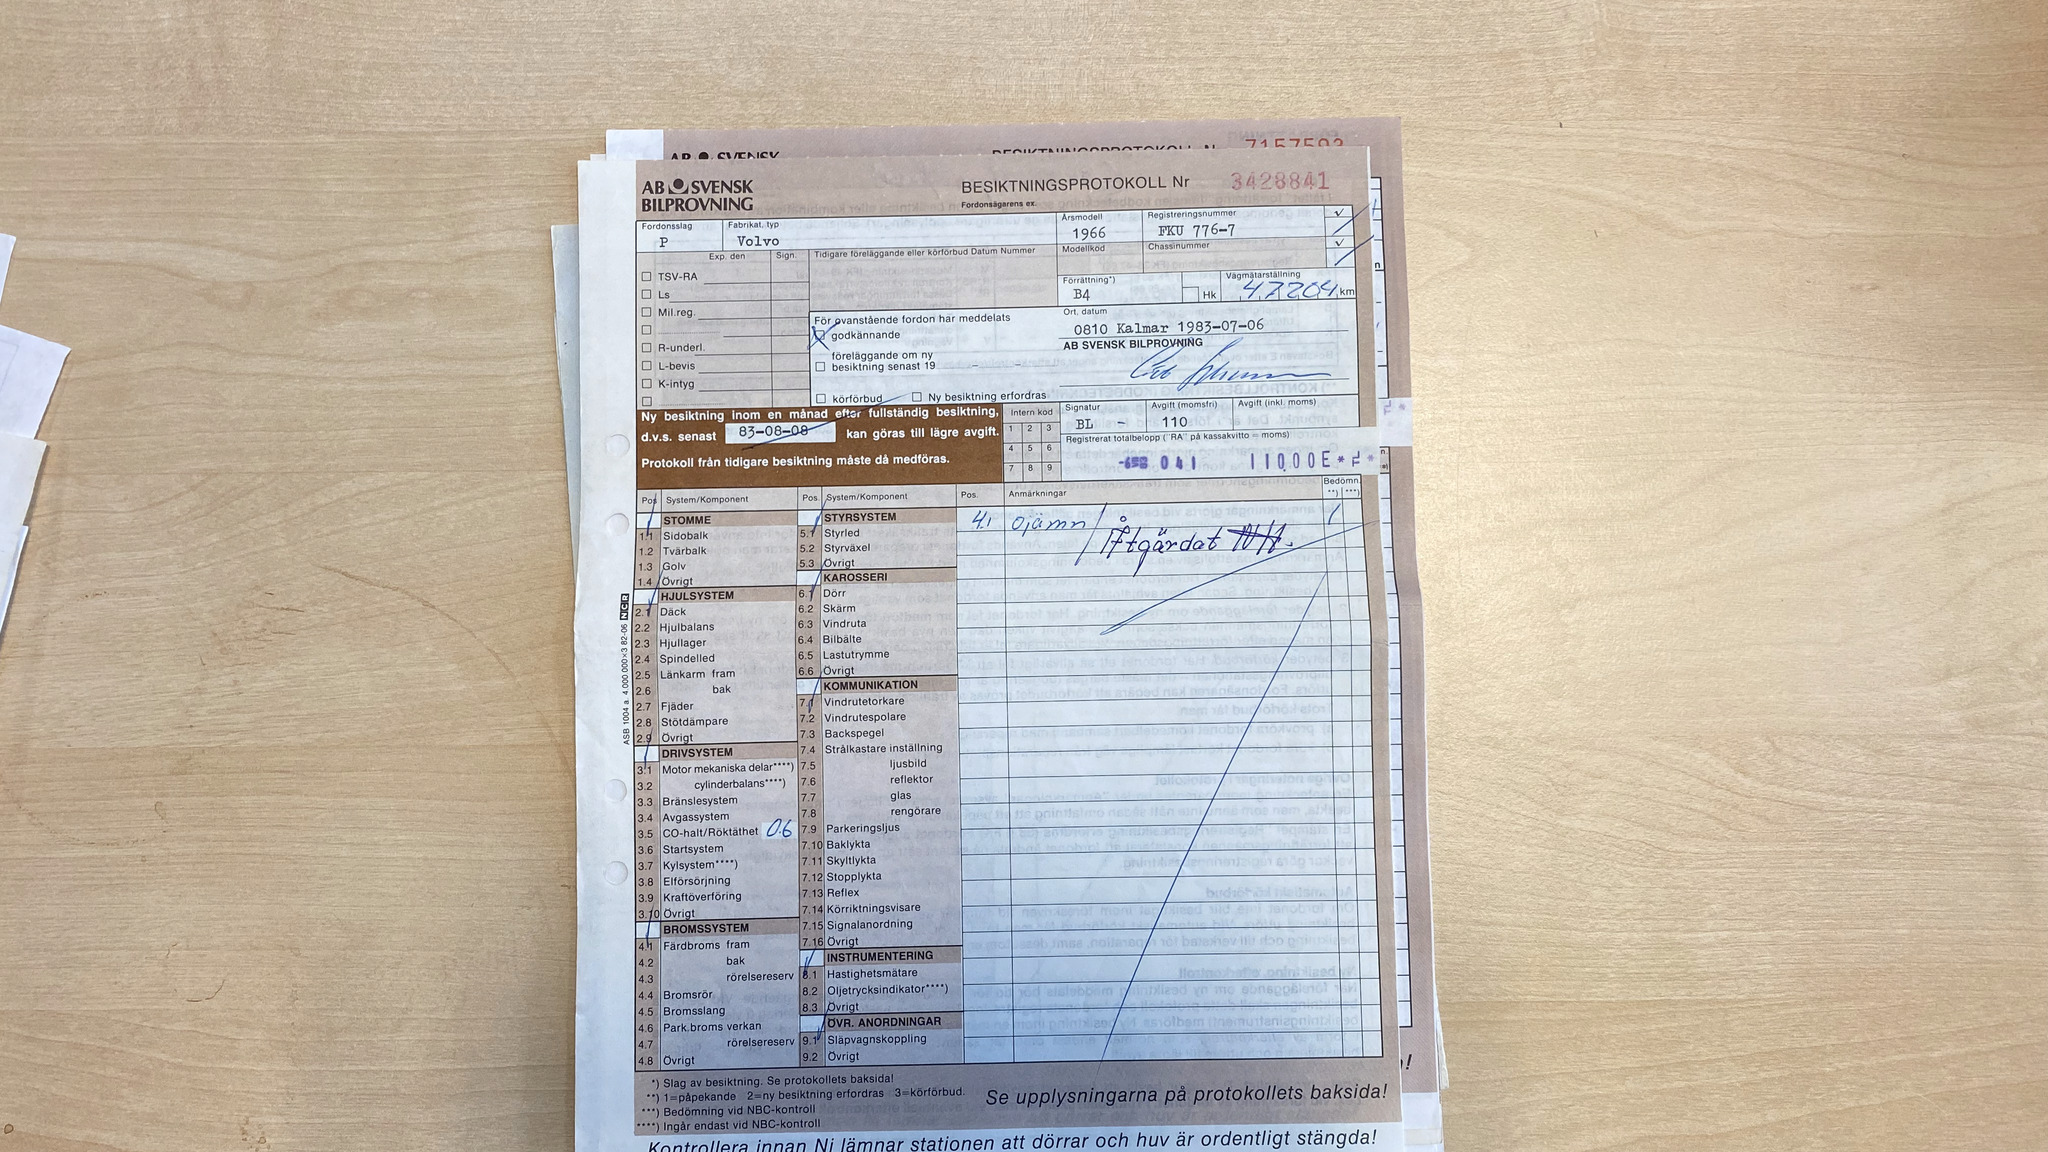 AB SVENSK BESIKTNINGSPROTOKOLL N 7157593
AB SVENSK BILPROVNING
BESIKTNINGSPROTOKOLL Nr 3428841
Fordonsägarens ex.
Fordonsslag P
Fabrikat, typ Volvo
Årsmodell 1966
Registreringsnummer FKU 776-7
Exp. den Sign.
Tidigare föreläggande eller körförbud Datum Nummer
Modellkod
Chassinummer
TSV-RA
Ls
Mil.reg.
R-underl.
L-bevis
K-intyg
Förrättning*) B4
Hk
Vägmätarställning 47204 km
För ovanstående fordon har meddelats
godkännande
föreläggande om ny
besiktning senast 19 - -
körförbud Ny besiktning erfordras
Ort, datum
0810 Kalmar 1983-07-06
AB SVENSK BILPROVNING
Ny besiktning inom en månad efter fullständig besiktning,
d.v.s. senast 83-08-08 kan göras till lägre avgift.
Protokoll från tidigare besiktning måste då medföras.
Intern kod
1 2 3
4 5 6
7 8 9
Signatur BL -
Avgift (momsfri) 110
Avgift (inkl. moms)
Registrerat totalbelopp ("RA" på kassakvitto = moms)
041 110.00E*
Pos System/Komponent
STOMME
1.1 Sidobalk
1.2 Tvärbalk
1.3 Golv
1.4 Övrigt
HJULSYSTEM
2.1 Däck
2.2 Hjulbalans
2.3 Hjullager
2.4 Spindelled
2.5 Länkarm fram
2.6 bak
2.7 Fjäder
2.8 Stötdämpare
2.9 Övrigt
DRIVSYSTEM
3.1 Motor mekaniska delar****)
3.2 cylinderbalans****)
3.3 Bränslesystem
3.4 Avgassystem
3.5 CO-halt/Röktäthet 0.6
3.6 Startsystem
3.7 Kylsystem****)
3.8 Elförsörjning
3.9 Kraftöverföring
3.10 Övrigt
BROMSSYSTEM
4.1 Färdbroms fram
4.2 bak
4.3 rörelsereserv
4.4 Bromsrör
4.5 Bromsslang
4.6 Park.broms verkan
4.7 rörelsereserv
4.8 Övrigt
Pos. System/Komponent
STYRSYSTEM
5.1 Styrled
5.2 Styrväxel
5.3 Övrigt
KAROSSERI
6.1 Dörr
6.2 Skärm
6.3 Vindruta
6.4 Bilbälte
6.5 Lastutrymme
6.6 Övrigt
KOMMUNIKATION
7.1 Vindrutetorkare
7.2 Vindrutespolare
7.3 Backspegel
7.4 Strålkastare inställning
7.5 ljusbild
7.6 reflektor
7.7 glas
7.8 rengörare
7.9 Parkeringsljus
7.10 Baklykta
7.11 Skyltlykta
7.12 Stopplykta
7.13 Reflex
7.14 Körriktningsvisare
7.15 Signalanordning
7.16 Övrigt
INSTRUMENTERING
8.1 Hastighetsmätare
8.2 Oljetrycksindikator****)
8.3 Övrigt
ÖVR. ANORDNINGAR
9.1 Släpvagnskoppling
9.2 Övrigt
Pos. Anmärkningar Bedömn. **) ***)
4.1 ojämn / Åtgärdat 1
ASB 1004 a. 4.000.000×3 82-06 NCR
*) Slag av besiktning. Se protokollets baksida!
**) 1=påpekande 2=ny besiktning erfordras 3=körförbud.
***) Bedömning vid NBC-kontroll
****) Ingår endast vid NBC-kontroll
Se upplysningarna på protokollets baksida!
Kontrollera innan Ni lämnar stationen att dörrar och huv är ordentligt stängda!